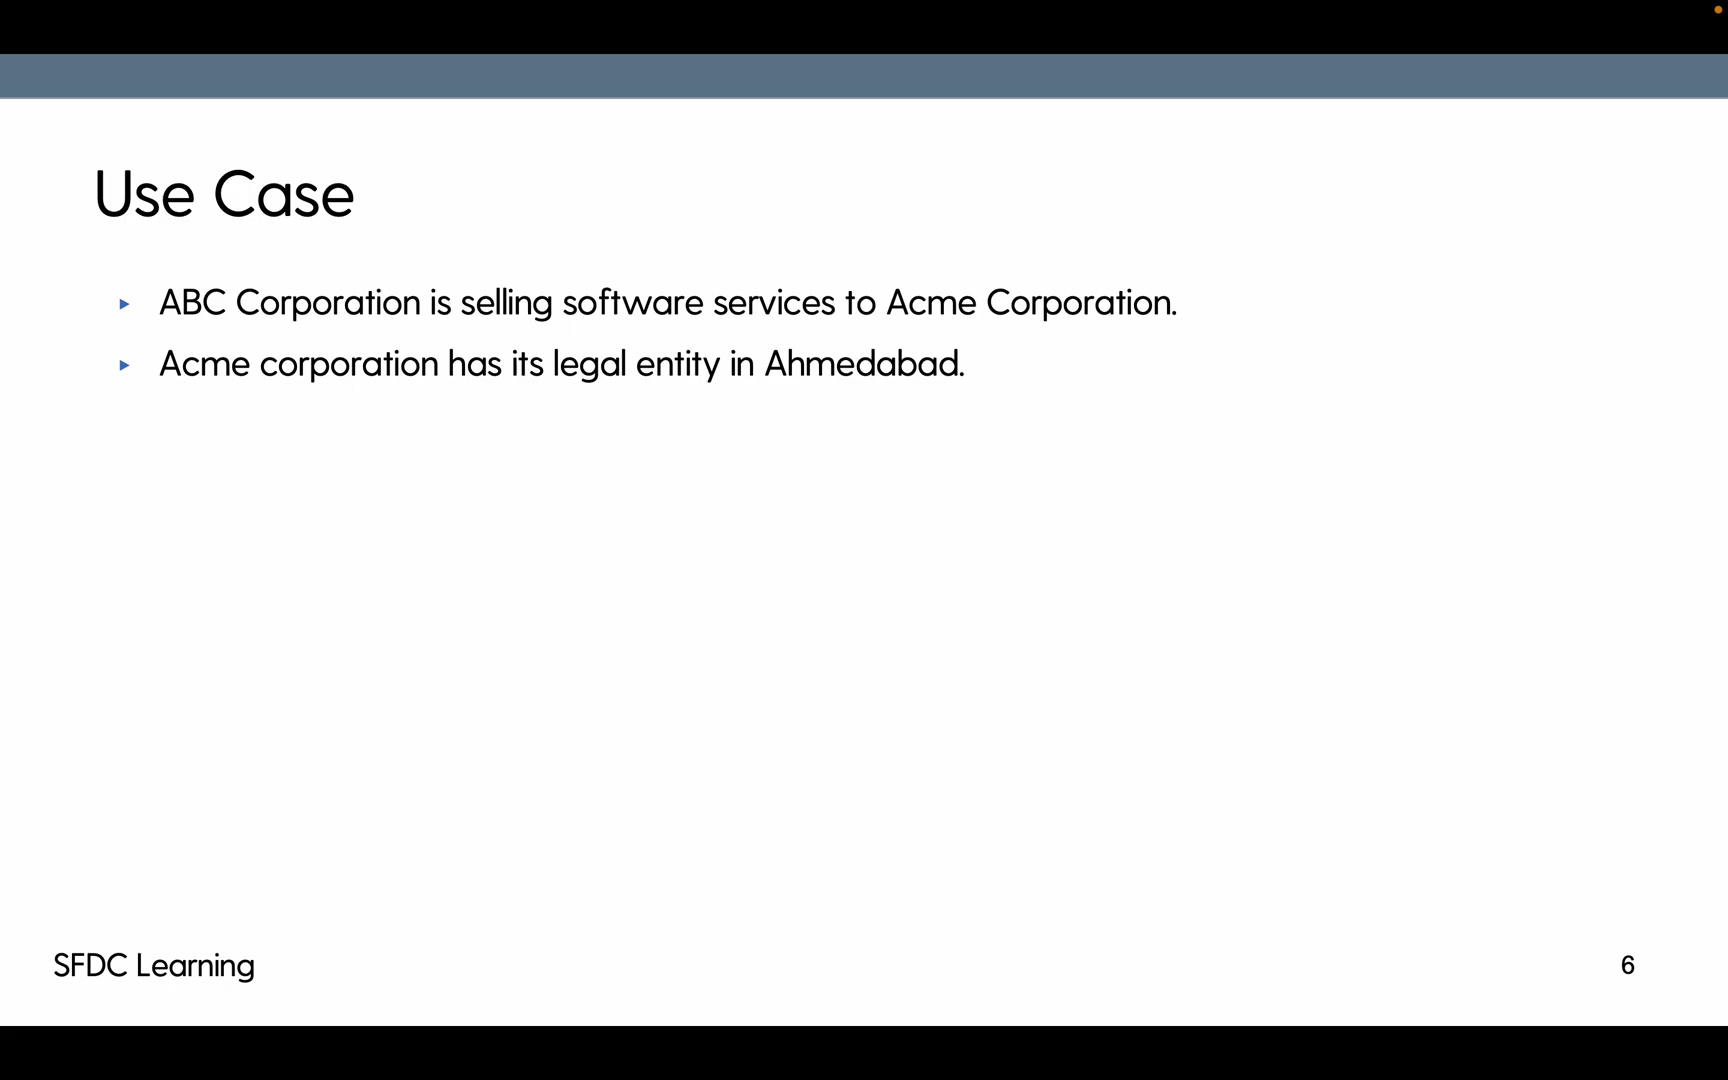 Use Case
ABC Corporation is selling software services to Acme Corporation.
Acme corporation has its legal entity in Ahmedabad.
SFDC Learning
6